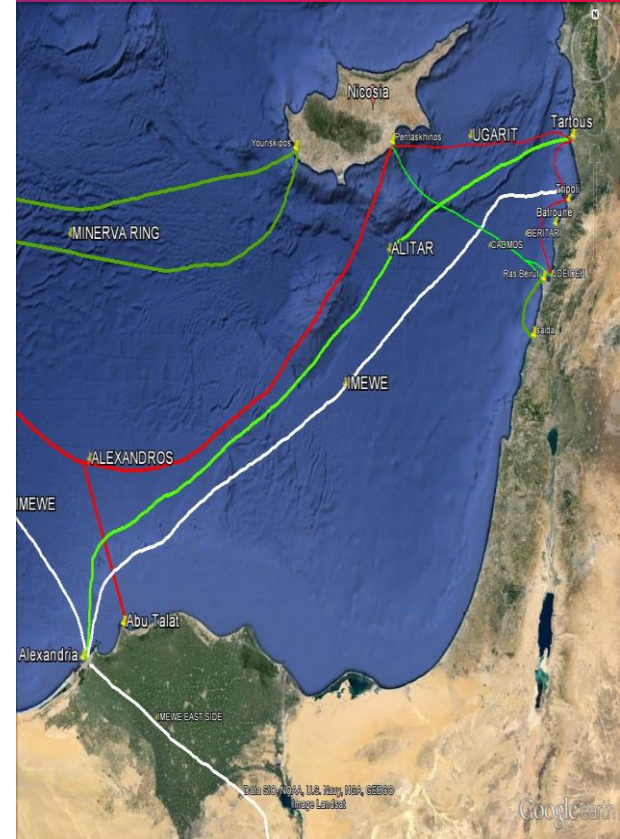 N
Nicosia
Tartous
UGARIT
Pentaskhinos
Youriskipos
Tripoli
Batroune
MINERVA RING
BERITAR
ALITAR
CADMOS
Ras Beirut
saida
IMEWE
ALEXANDROS
IMEWE
Abu Talat
Alexandria
IMEWE EAST SIDE
Data SIO, NOAA, U.S. Navy, NGA, GEBCO
Image Landsat
Google earth